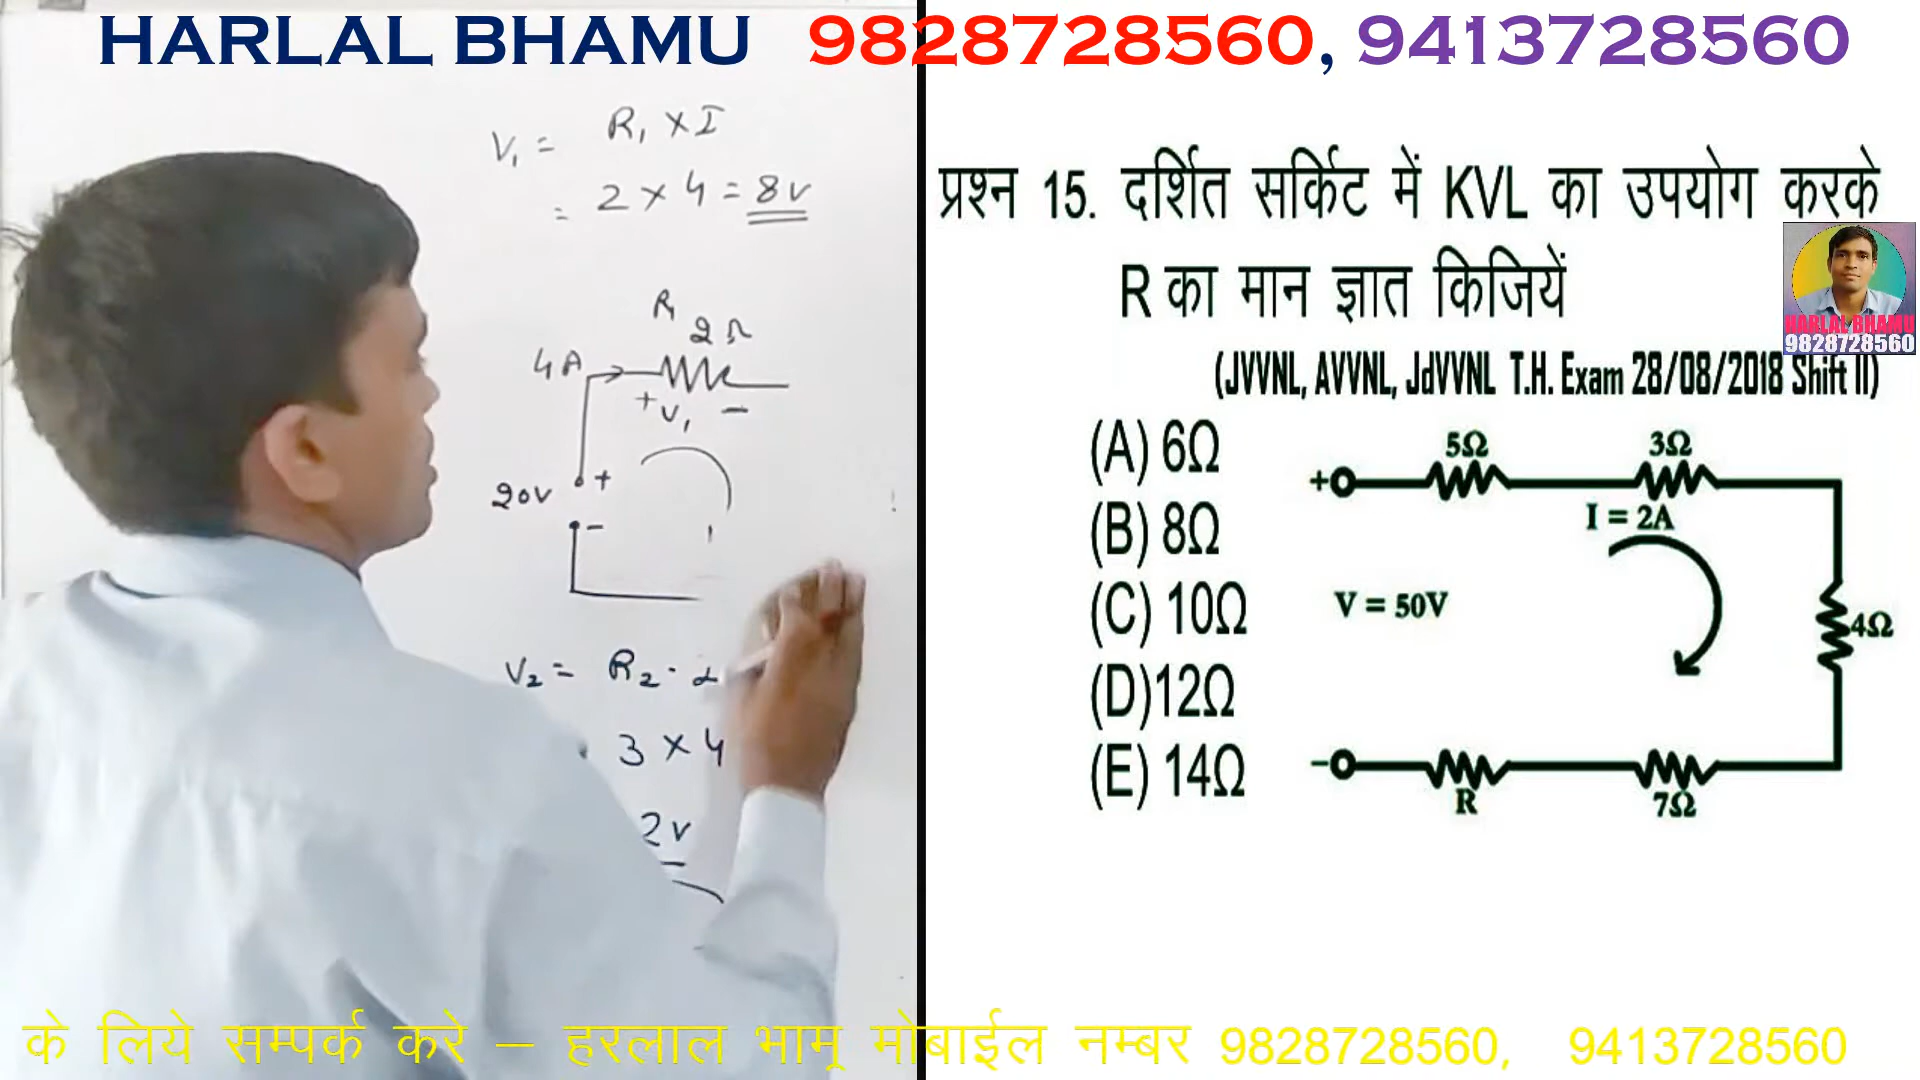 HARLAL BHAMU 9828728560, 9413728560
V₁ = R₁ × I
= 2 × 4 = 8v
R₁ 2Ω
4A
+ V₁ −
20v + −
V₂ = R₂ ·
3 × 4
2v
प्रश्न 15. दर्शित सर्किट में KVL का उपयोग करके
R का मान ज्ञात किजियें
HARLAL BHAMU
9828728560
(JVVNL, AVVNL, JdVVNL T.H. Exam 28/08/2018 Shift II)
(A) 6Ω
(B) 8Ω
(C) 10Ω
(D)12Ω
(E) 14Ω
5Ω 3Ω
+
I = 2A
V = 50V
4Ω
−
R 7Ω
के लिये सम्पर्क करे – हरलाल भामू मोबाईल नम्बर 9828728560, 9413728560